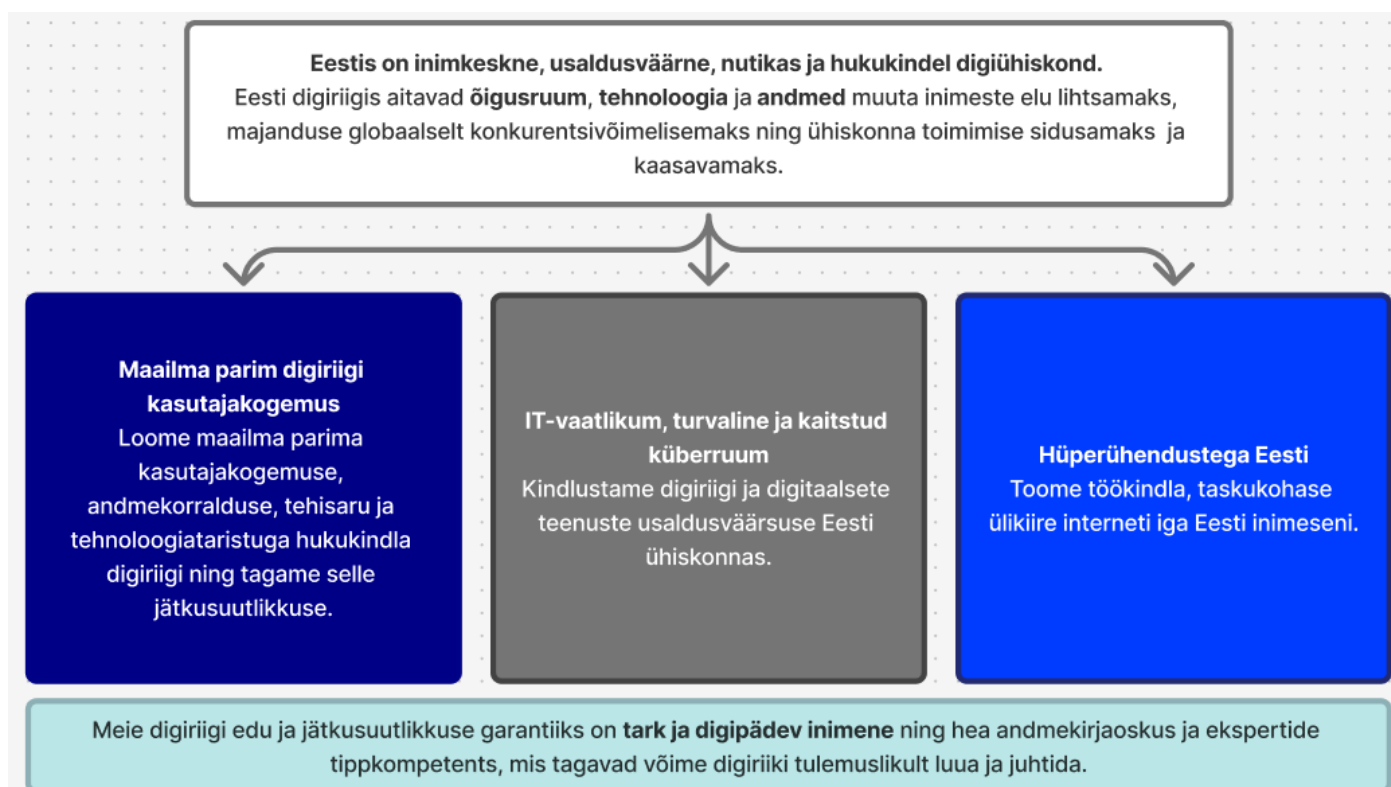 Eestis on inimkeskne, usaldusväärne, nutikas ja hukukindel digiühiskond.
Eesti digiriigis aitavad õigusruum, tehnoloogia ja andmed muuta inimeste elu lihtsamaks,
majanduse globaalselt konkurentsivõimelisemaks ning ühiskonna toimimise sidusamaks ja
kaasavamaks.
Maailma parim digiriigi
kasutajakogemus
Loome maailma parima
kasutajakogemuse,
andmekorralduse, tehisaru ja
tehnoloogiataristuga hukukindla
digiriigi ning tagame selle
jätkusuutlikkuse.
IT-vaatlikum, turvaline ja kaitstud
küberruum
Kindlustame digiriigi ja digitaalsete
teenuste usaldusväärsuse Eesti
ühiskonnas.
Hüperühendustega Eesti
Toome töökindla, taskukohase
ülikiire interneti iga Eesti inimeseni.
Meie digiriigi edu ja jätkusuutlikkuse garantiiks on tark ja digipädev inimene ning hea andmekirjaoskus ja ekspertide
tippkompetents, mis tagavad võime digiriiki tulemuslikult luua ja juhtida.